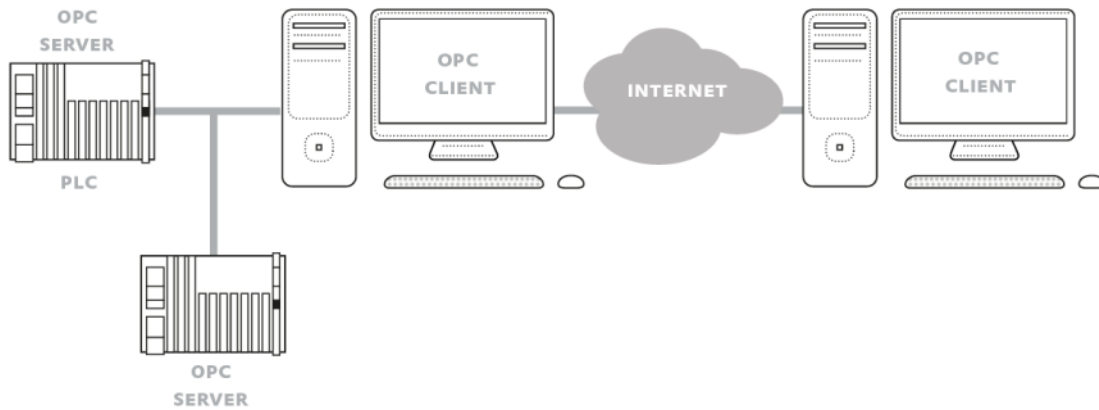 OPC
SERVER
PLC
OPC
CLIENT
INTERNET
OPC
CLIENT
OPC
SERVER